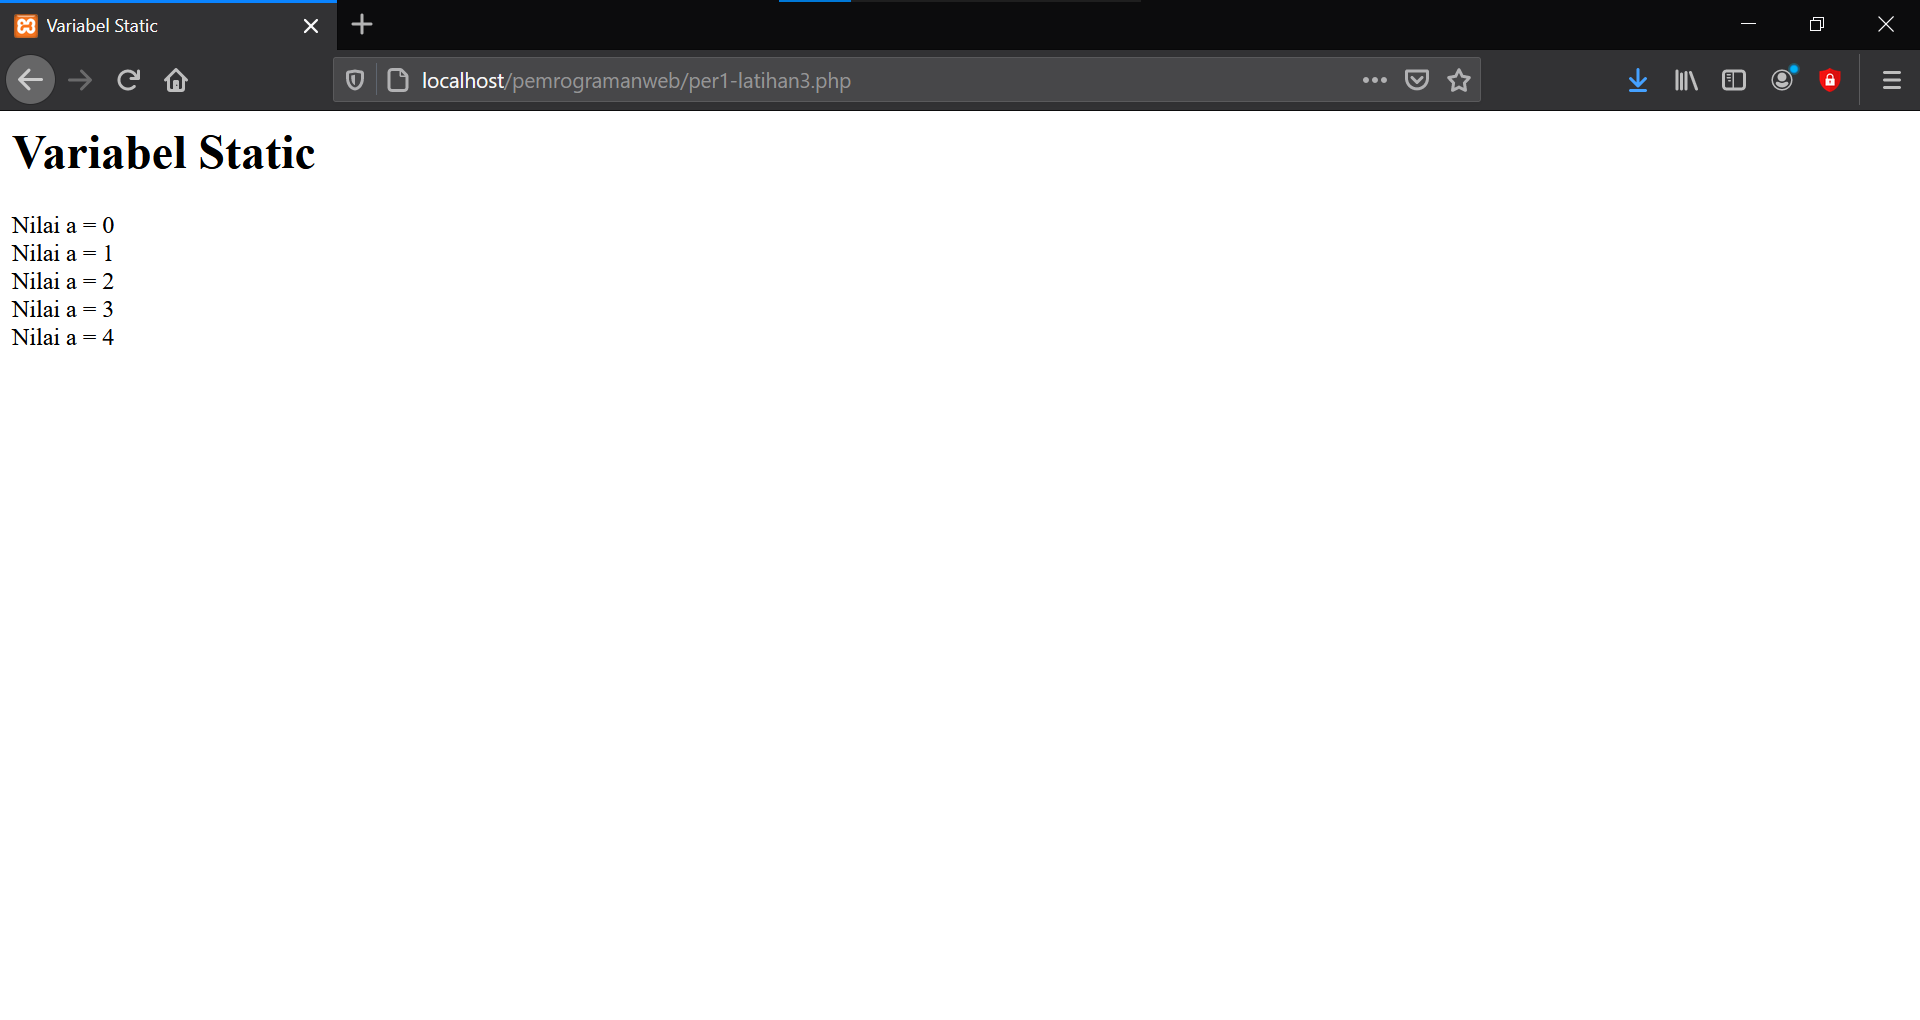 Variabel Static
localhost/pemrogramanweb/per1-latihan3.php
Variabel Static
Nilai a = 0
Nilai a = 1
Nilai a = 2
Nilai a = 3
Nilai a = 4